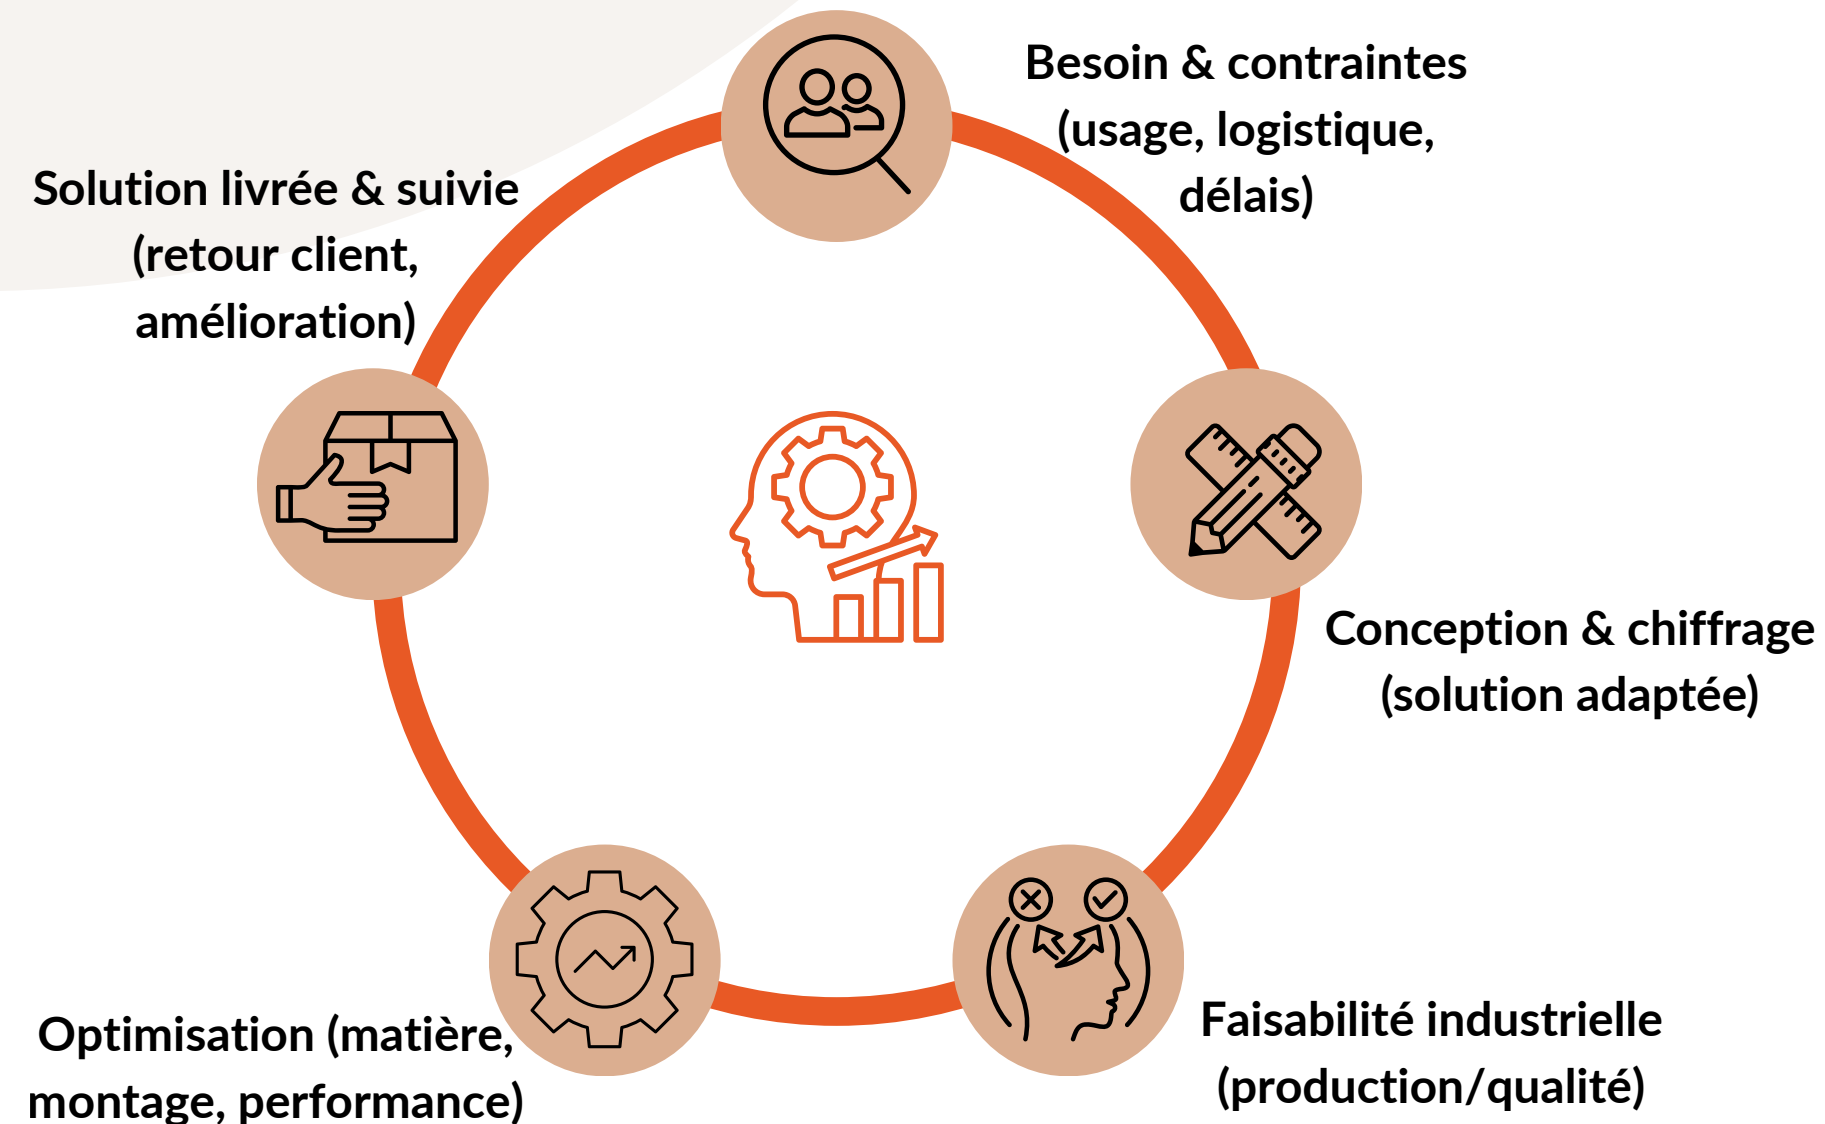 Besoin & contraintes
(usage, logistique,
délais)
Solution livrée & suivie
(retour client,
amélioration)
Conception & chiffrage
(solution adaptée)
Faisabilité industrielle
(production/qualité)
Optimisation (matière,
montage, performance)